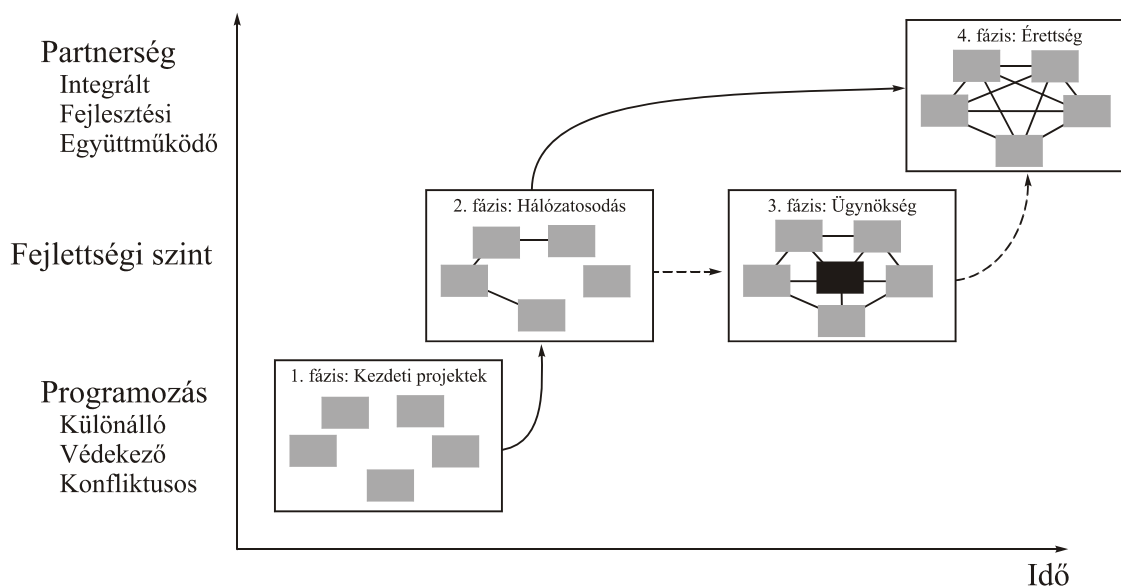 Partnerség
Integrált
Fejlesztési
Együttműködő
Fejlettségi szint
Programozás
Különálló
Védekező
Konfliktusos
1. fázis: Kezdeti projektek
2. fázis: Hálózatosodás
3. fázis: Ügynökség
4. fázis: Érettség
Idő